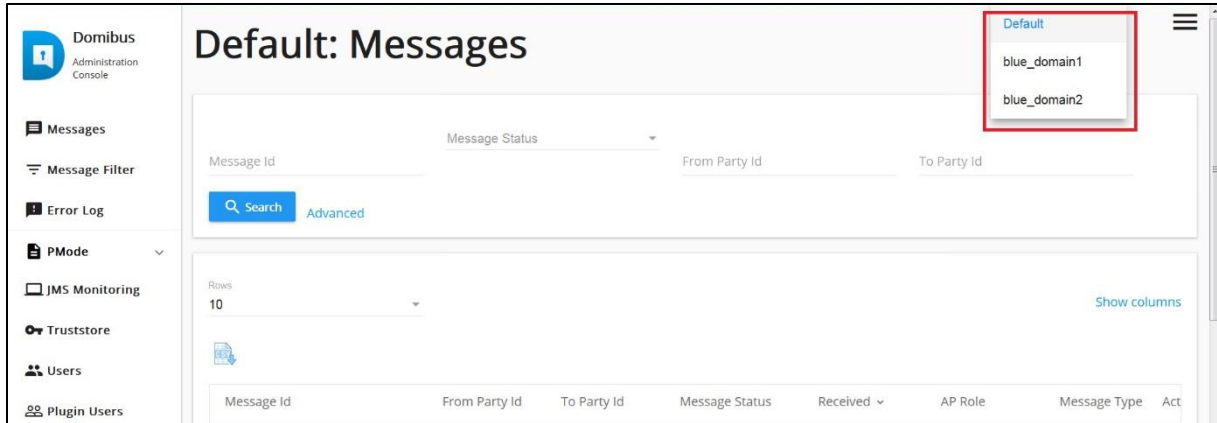 Domibus
Administration
Console
Messages
Message Filter
Error Log
PMode
JMS Monitoring
Truststore
Users
Plugin Users
Default: Messages
Default
blue_domain1
blue_domain2
Message Status
Message Id
From Party Id
To Party Id
Search
Advanced
Rows
10
Show columns
Message Id
From Party Id
To Party Id
Message Status
Received
AP Role
Message Type
Act